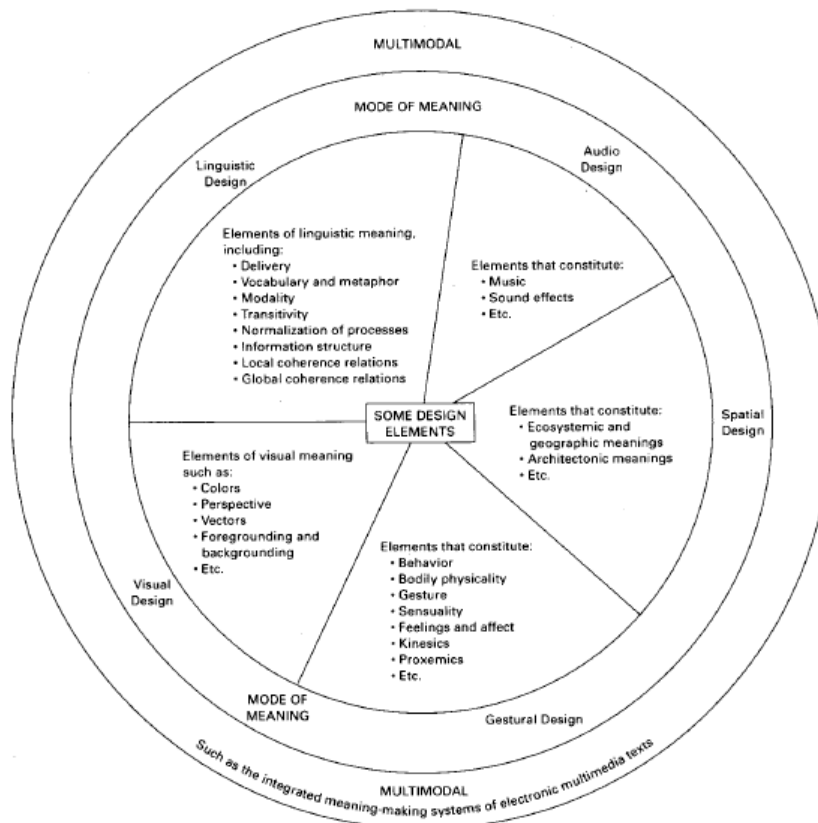 MULTIMODAL
MODE OF MEANING
Linguistic
Design
Audio
Design
Elements of linguistic meaning,
including:
• Delivery
• Vocabulary and metaphor
• Modality
• Transitivity
• Normalization of processes
• Information structure
• Local coherence relations
• Global coherence relations
Elements that constitute:
• Music
• Sound effects
• Etc.
SOME DESIGN
ELEMENTS
Elements that constitute:
• Ecosystemic and
geographic meanings
• Architectonic meanings
• Etc.
Spatial
Design
Elements of visual meaning
such as:
• Colors
• Perspective
• Vectors
• Foregrounding and
backgrounding
• Etc.
Visual
Design
Elements that constitute:
• Behavior
• Bodily physicality
• Gesture
• Sensuality
• Feelings and affect
• Kinesics
• Proxemics
• Etc.
MODE OF
MEANING
Gestural Design
MULTIMODAL
Such as the integrated meaning-making systems of electronic multimedia texts